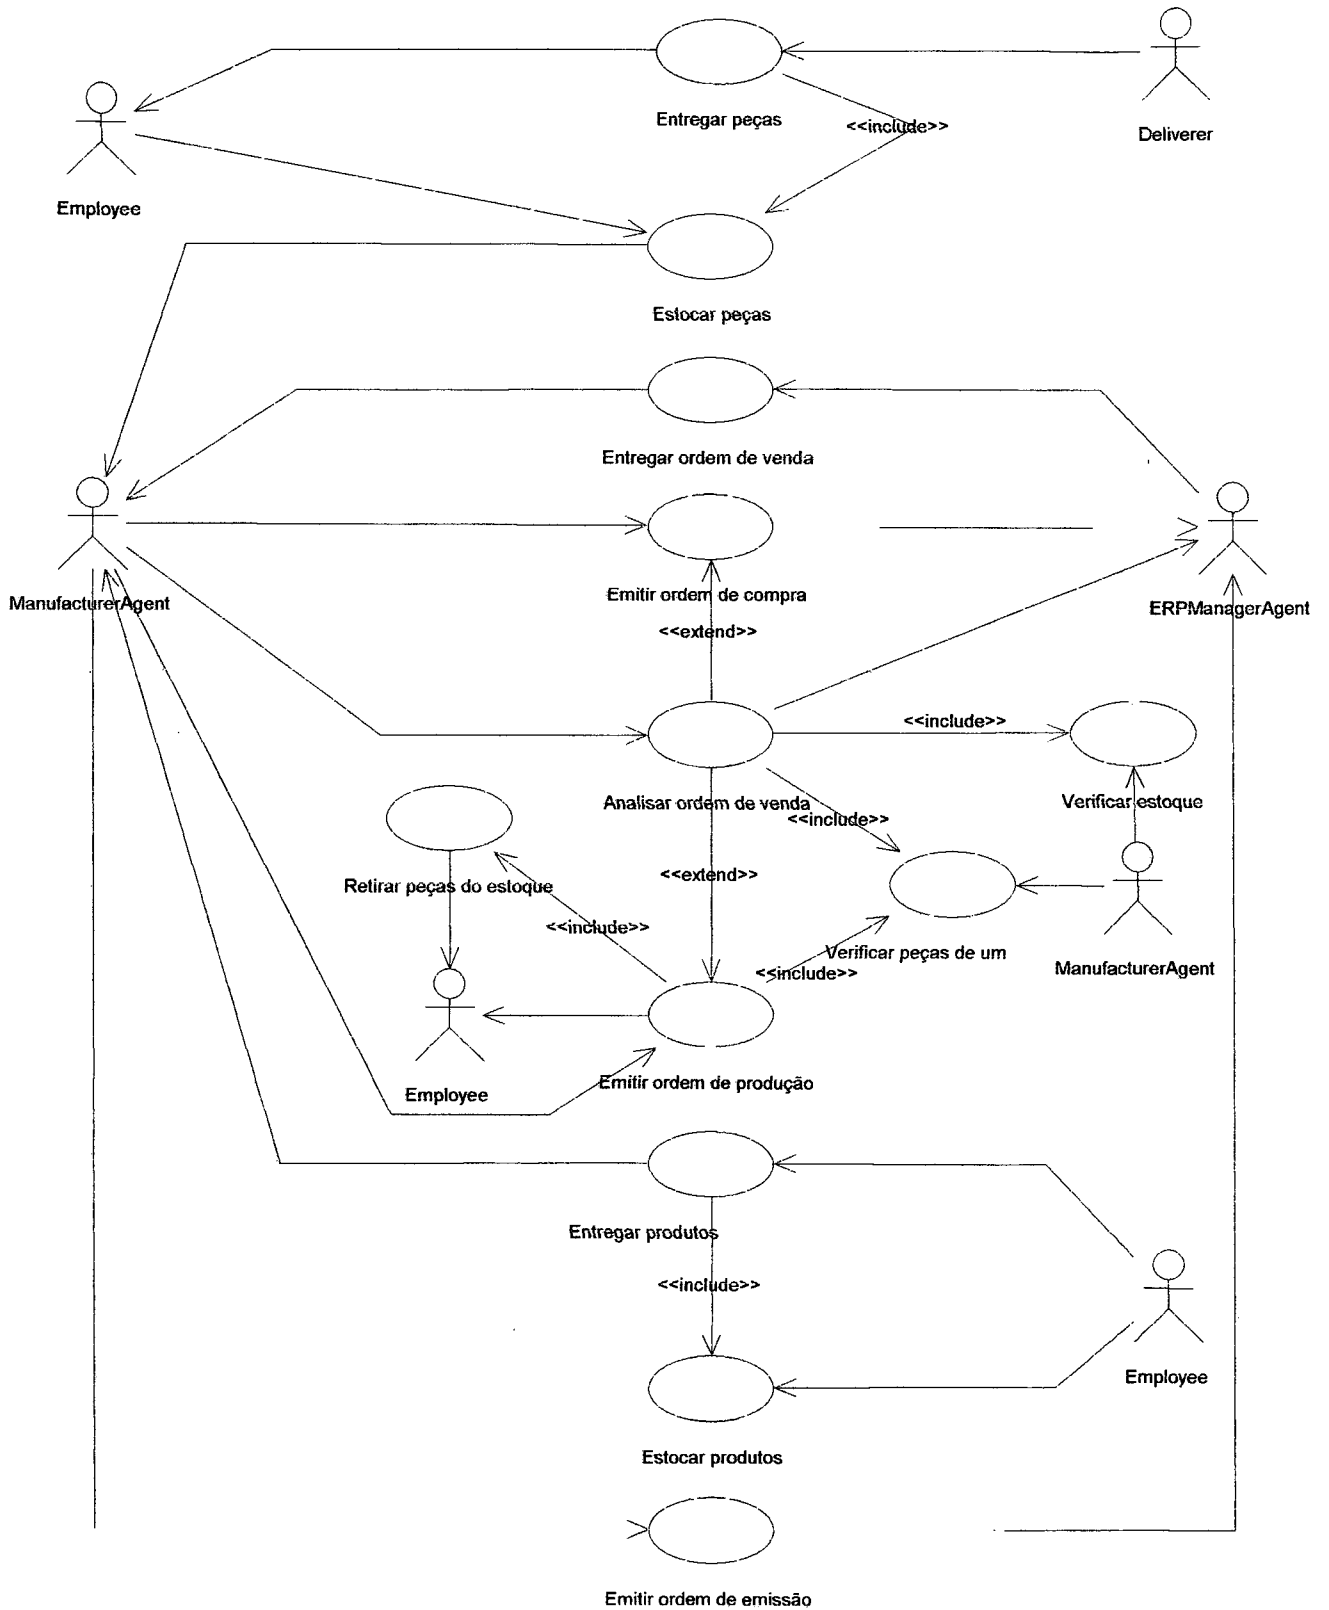 Entregar peças
<<include>>
Deliverer
Employee
Estocar peças
Entregar ordem de venda
ManufacturerAgent
Emitir ordem de compra
<<extend>>
ERPManagerAgent
<<include>>
Analisar ordem de venda
<<include>>
Verificar estoque
Retirar peças do estoque
<<extend>>
<<include>>
Verificar peças de um
<<include>>
ManufacturerAgent
Employee
Emitir ordem de produção
Entregar produtos
<<include>>
Employee
Estocar produtos
Emitir ordem de emissão